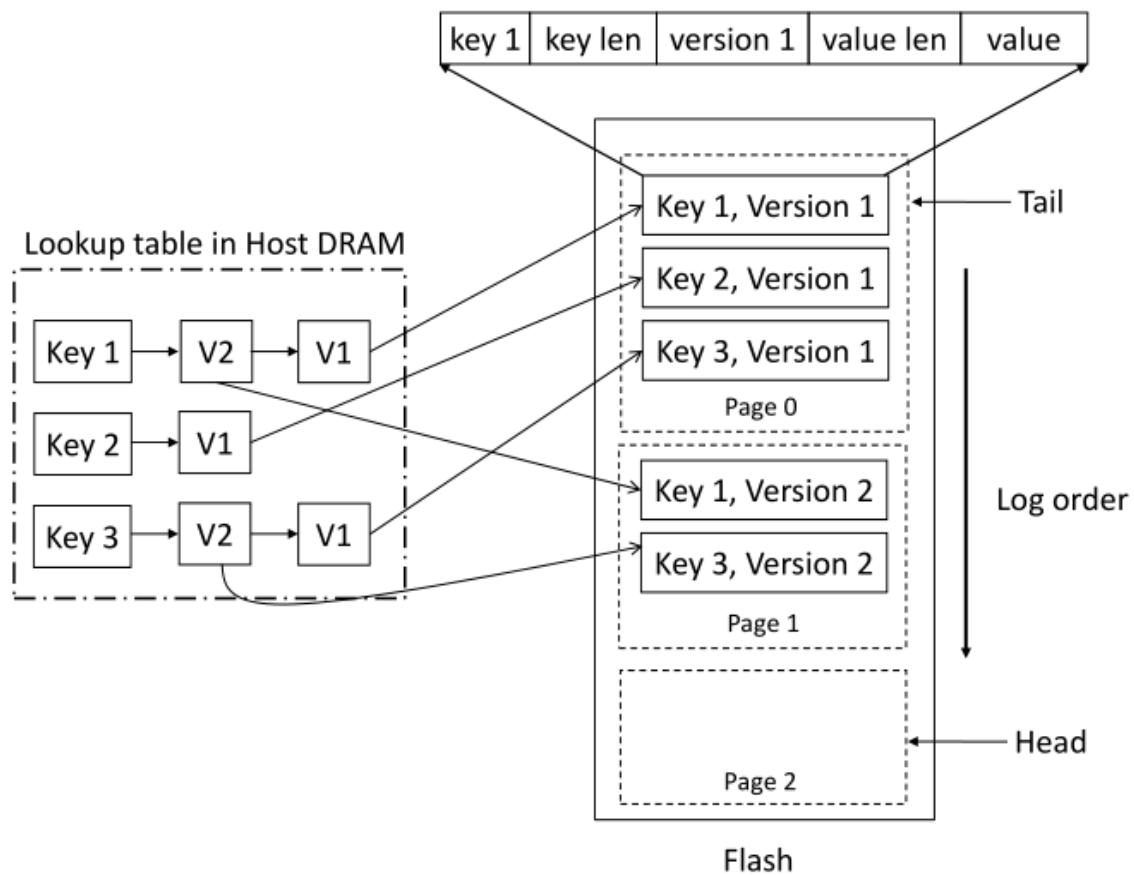 key 1 key len version 1 value len value
Key 1, Version 1
Tail
Lookup table in Host DRAM
Key 2, Version 1
Key 1 V2 V1
Key 3, Version 1
Page 0
Key 2 V1
Key 1, Version 2
Log order
Key 3 V2 V1
Key 3, Version 2
Page 1
Head
Page 2
Flash